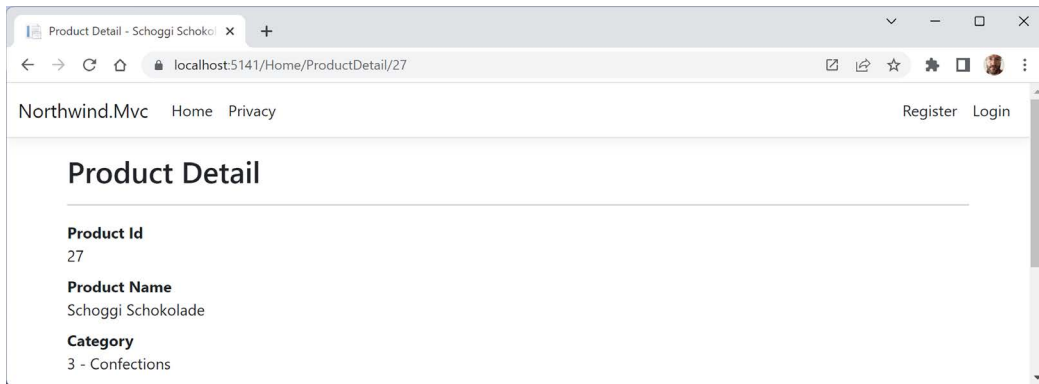 Product Detail - Schoggi Schokol
localhost:5141/Home/ProductDetail/27
Northwind.Mvc Home Privacy Register Login
Product Detail
Product Id
27
Product Name
Schoggi Schokolade
Category
3 - Confections